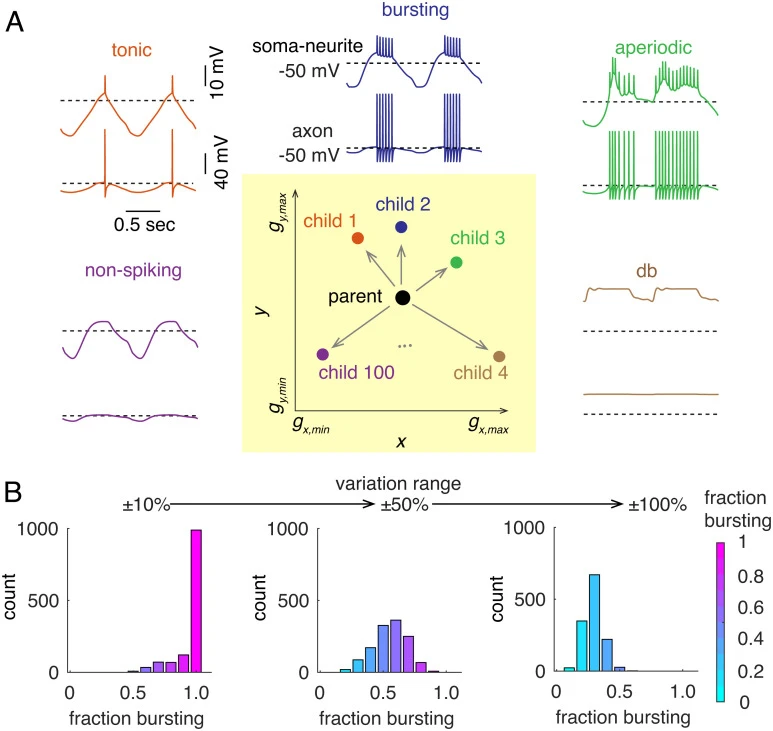 A
bursting
tonic
10 mV
soma-neurite
-50 mV
aperiodic
axon
-50 mV
40 mV
0.5 sec
non-spiking
db
g_y,max
child 1
child 2
child 3
parent
y
...
child 100
child 4
g_y,min
g_x,min
g_x,max
x
B
variation range
±10%
±50%
±100%
fraction
bursting
1000
500
0
count
0
0.5
1.0
fraction bursting
1000
500
0
count
0
0.5
1.0
fraction bursting
1000
500
0
count
0
0.5
1.0
fraction bursting
1
0.8
0.6
0.4
0.2
0